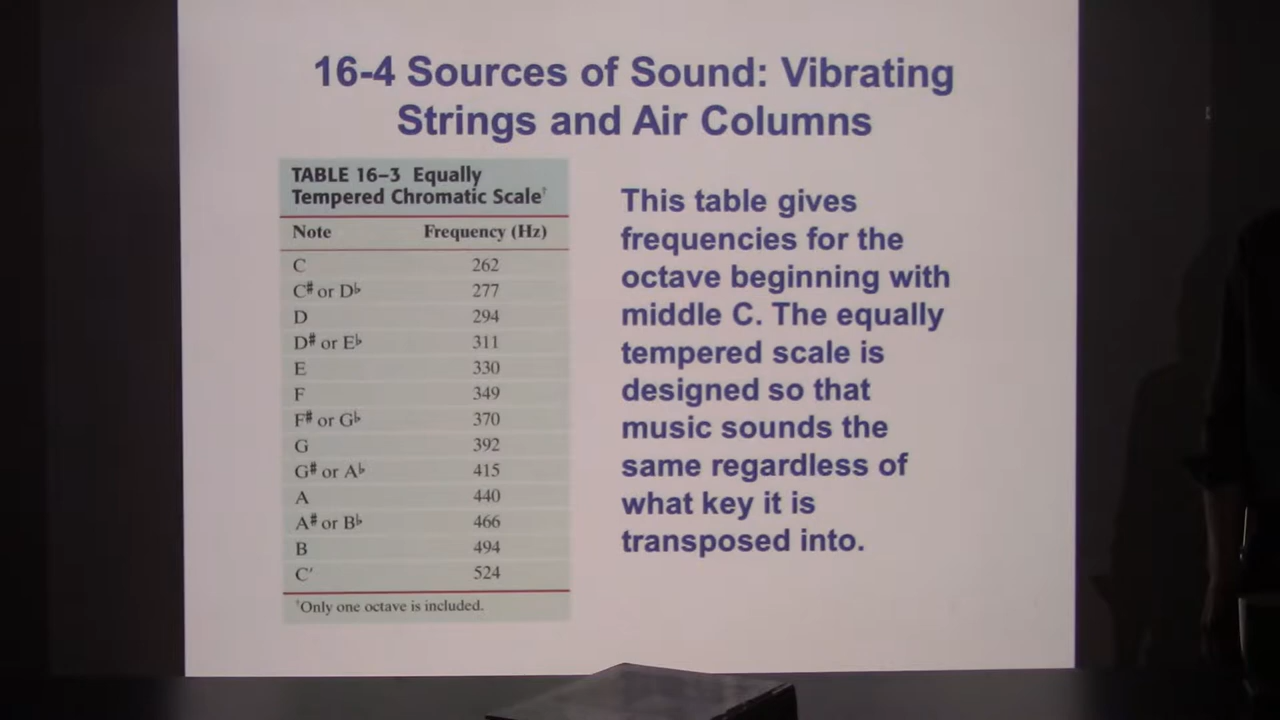 16-4 Sources of Sound: Vibrating
Strings and Air Columns
TABLE 16–3 Equally
Tempered Chromatic Scale†
Note Frequency (Hz)
C 262
C# or D♭ 277
D 294
D# or E♭ 311
E 330
F 349
F# or G♭ 370
G 392
G# or A♭ 415
A 440
A# or B♭ 466
B 494
C′ 524
†Only one octave is included.
This table gives
frequencies for the
octave beginning with
middle C. The equally
tempered scale is
designed so that
music sounds the
same regardless of
what key it is
transposed into.